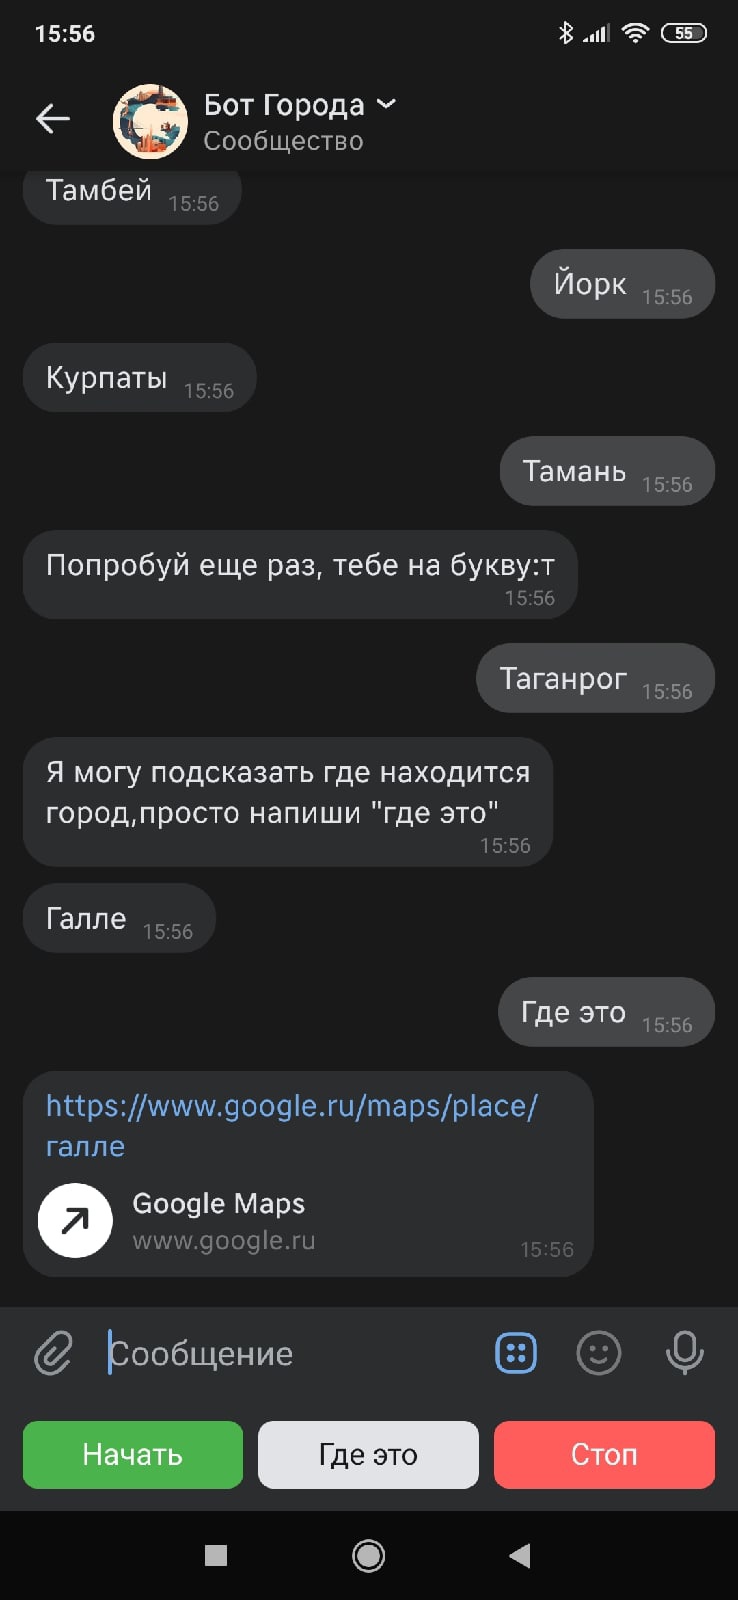 15:56
55
Бот Города
Сообщество
Тамбей 15:56
Йорк 15:56
Курпаты 15:56
Тамань 15:56
Попробуй еще раз, тебе на букву:т
15:56
Таганрог 15:56
Я могу подсказать где находится
город,просто напиши "где это"
15:56
Галле 15:56
Где это 15:56
https://www.google.ru/maps/place/
галле
Google Maps
www.google.ru
15:56
Сообщение
Начать
Где это
Стоп